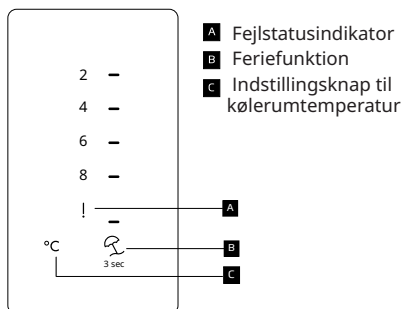 A Fejlstatusindikator
B Feriefunktion
C Indstillingsknap til
kølerumtemperatur
2
4
6
8
! A
°C B
3 sec
C